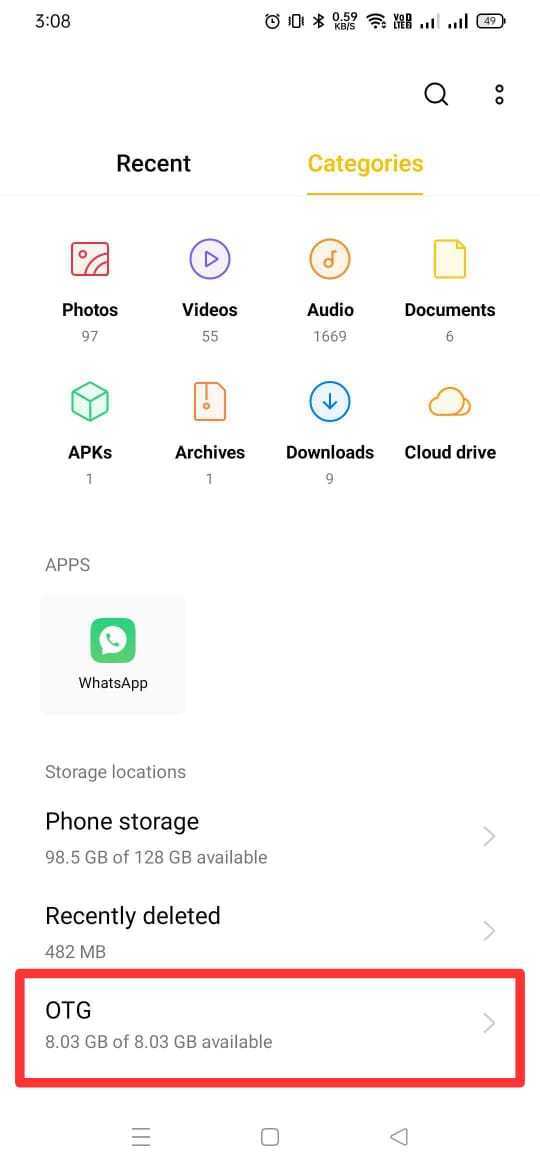 3:08
0.59
KB/S
VoD
LTE2
49
Recent
Categories
Photos
Videos
Audio
Documents
97
55
1669
6
APKs
Archives
Downloads
Cloud drive
1
1
9
APPS
WhatsApp
Storage locations
Phone storage
98.5 GB of 128 GB available
Recently deleted
482 MB
OTG
8.03 GB of 8.03 GB available